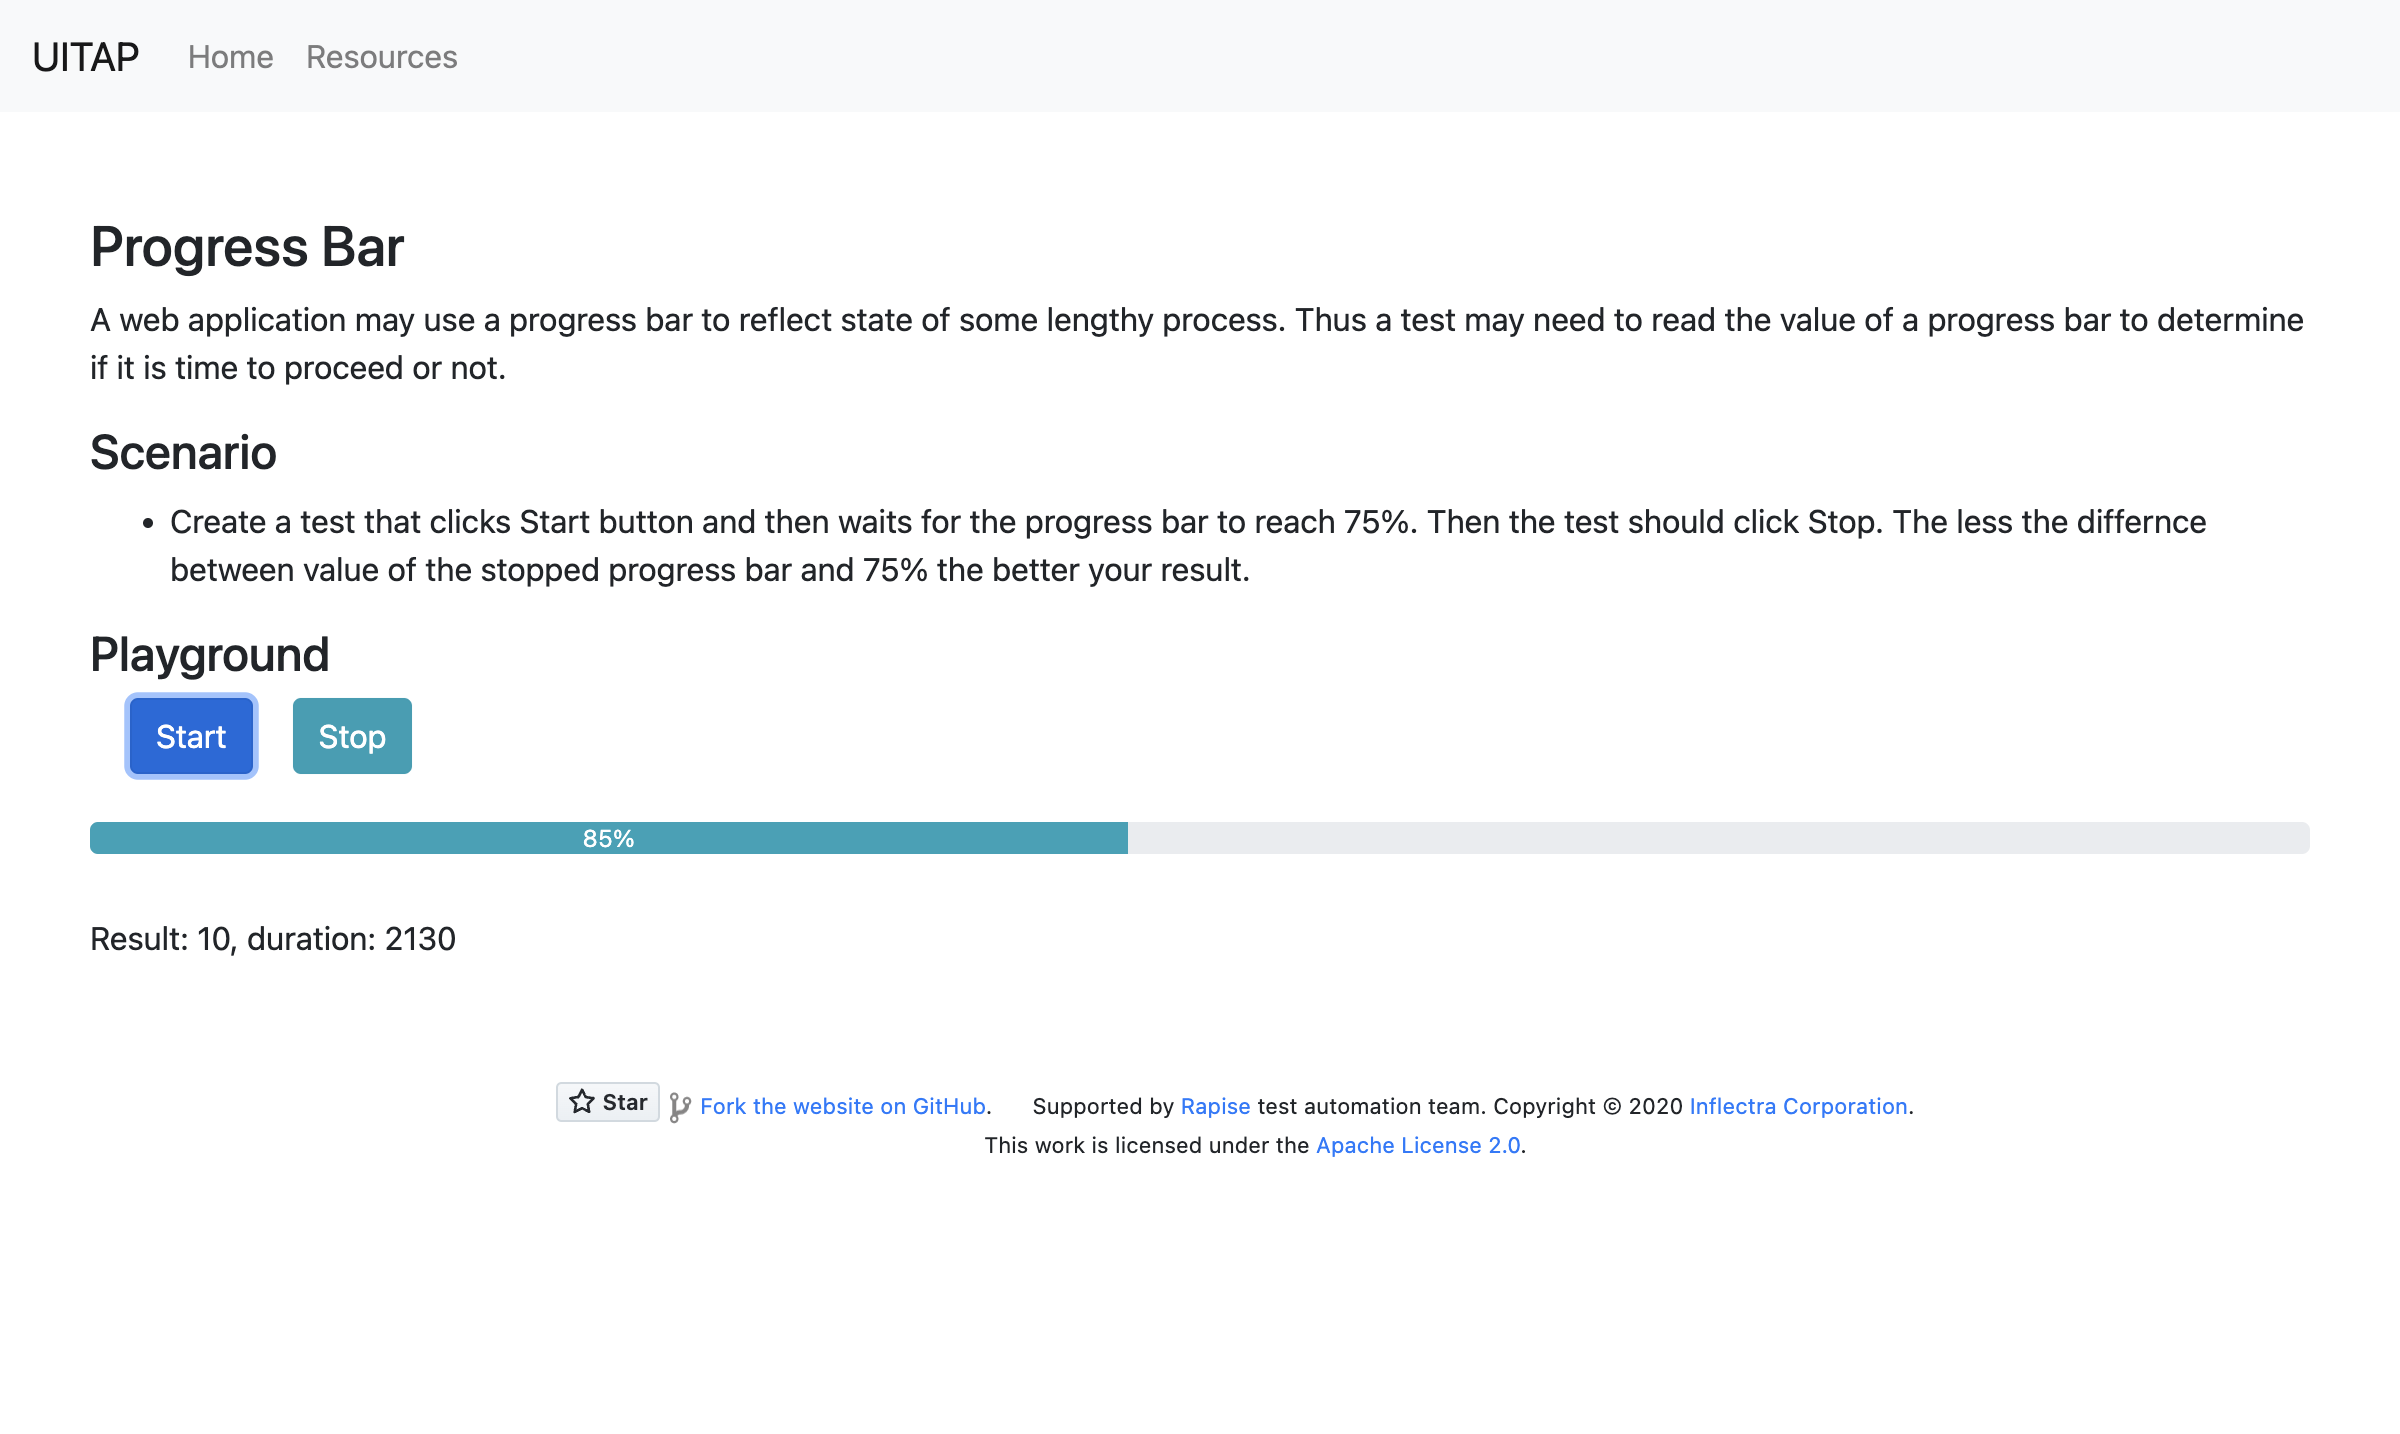 UITAP Home Resources
Progress Bar
A web application may use a progress bar to reflect state of some lengthy process. Thus a test may need to read the value of a progress bar to determine
if it is time to proceed or not.
Scenario
• Create a test that clicks Start button and then waits for the progress bar to reach 75%. Then the test should click Stop. The less the differnce
between value of the stopped progress bar and 75% the better your result.
Playground
Start Stop
85%
Result: 10, duration: 2130
Star Fork the website on GitHub. Supported by Rapise test automation team. Copyright © 2020 Inflectra Corporation.
This work is licensed under the Apache License 2.0.